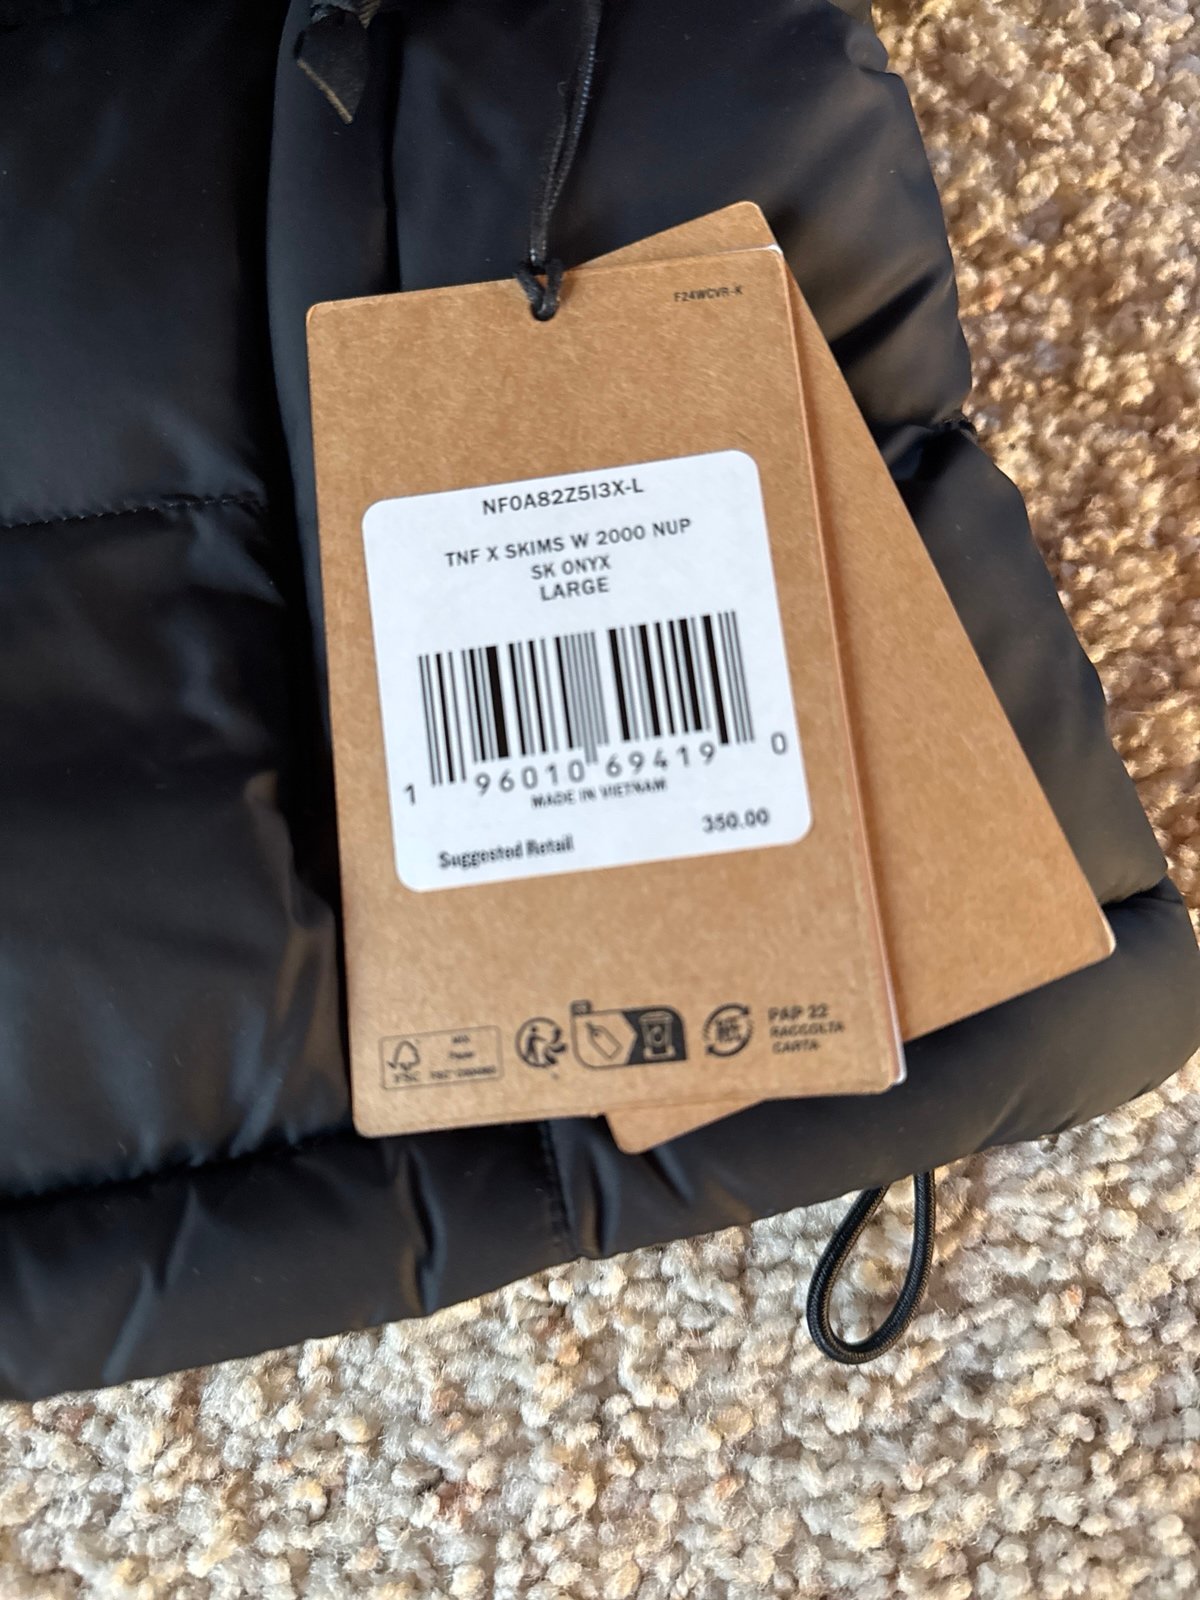 F24WCVR-K
NF0A82Z5I3X-L
TNF X SKIMS W 2000 NUP
SK ONYX
LARGE
1 96010 69419 0
MADE IN VIETNAM
Suggested Retail 350.00
FSC
PAP 22
RACCOLTA
CARTA